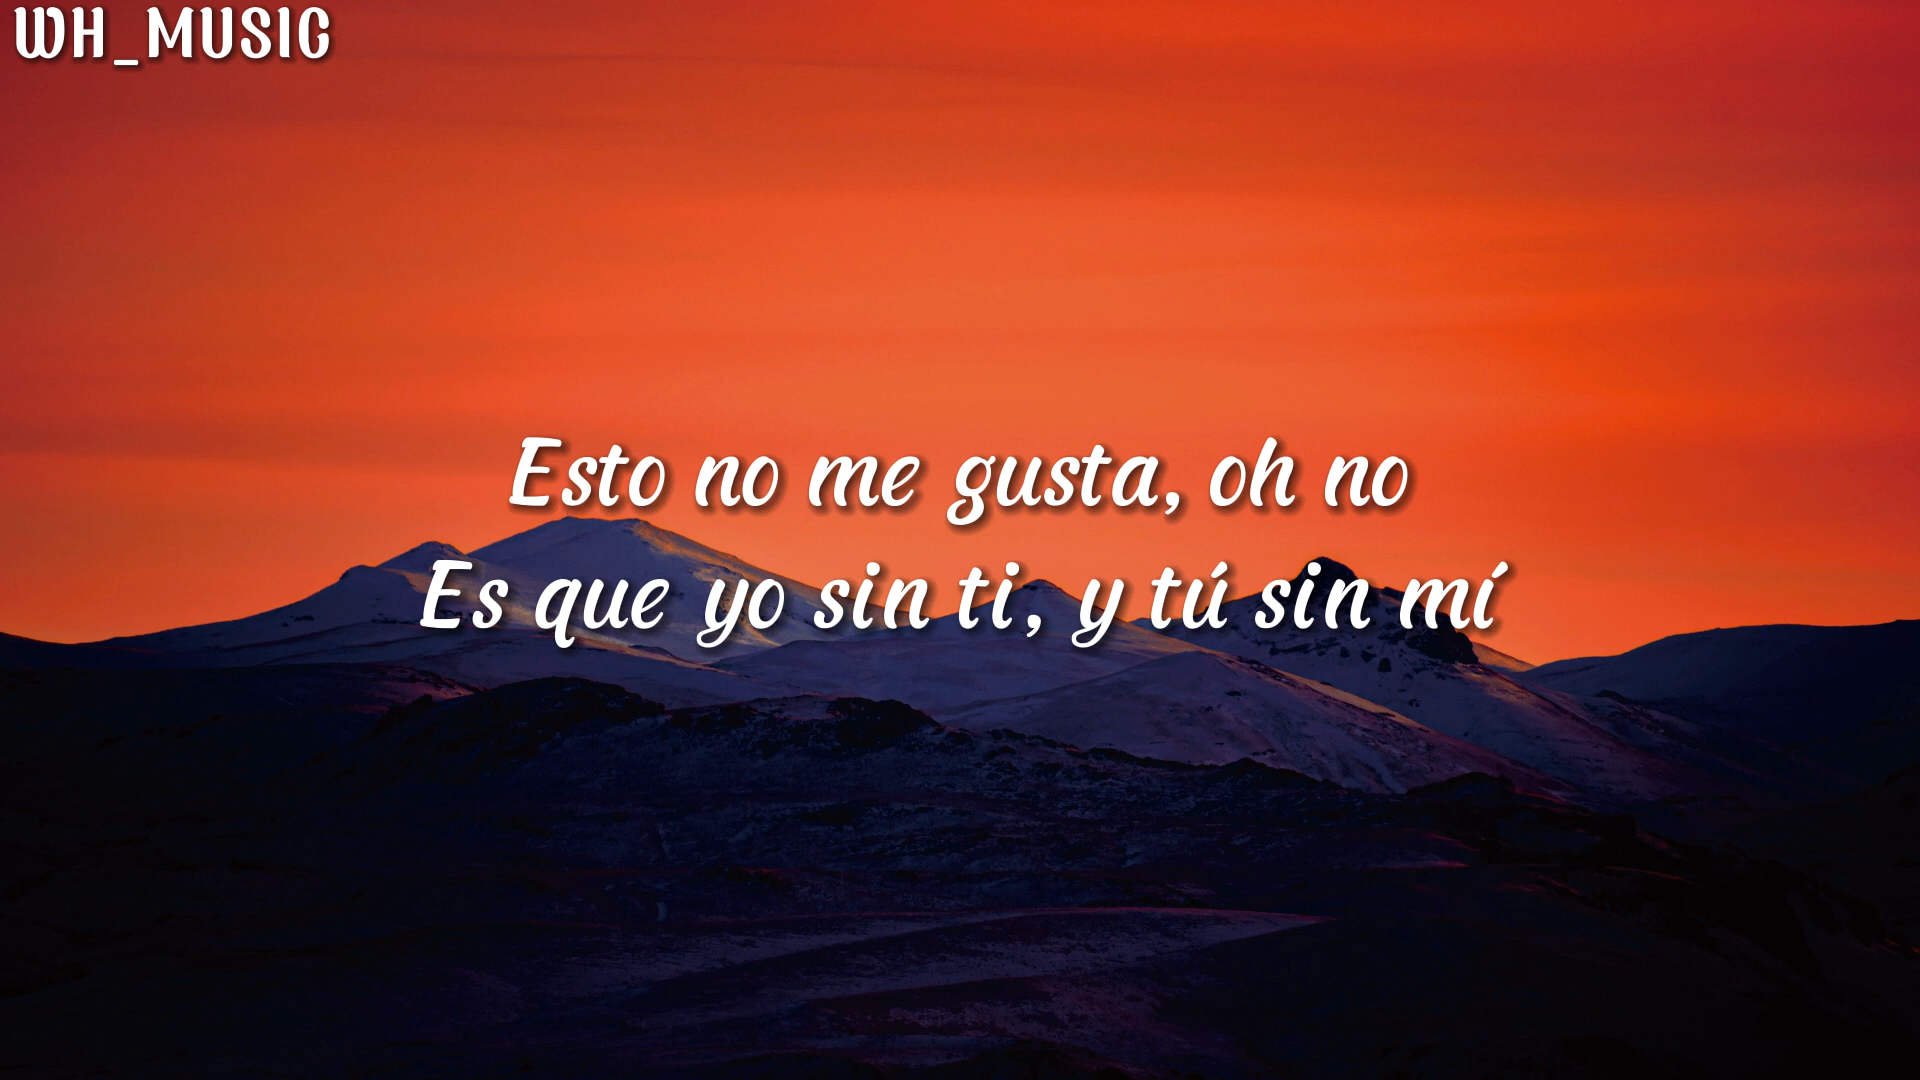 WH_MUSIC
Esto no me gusta, oh no
Es que yo sin ti, y tú sin mí